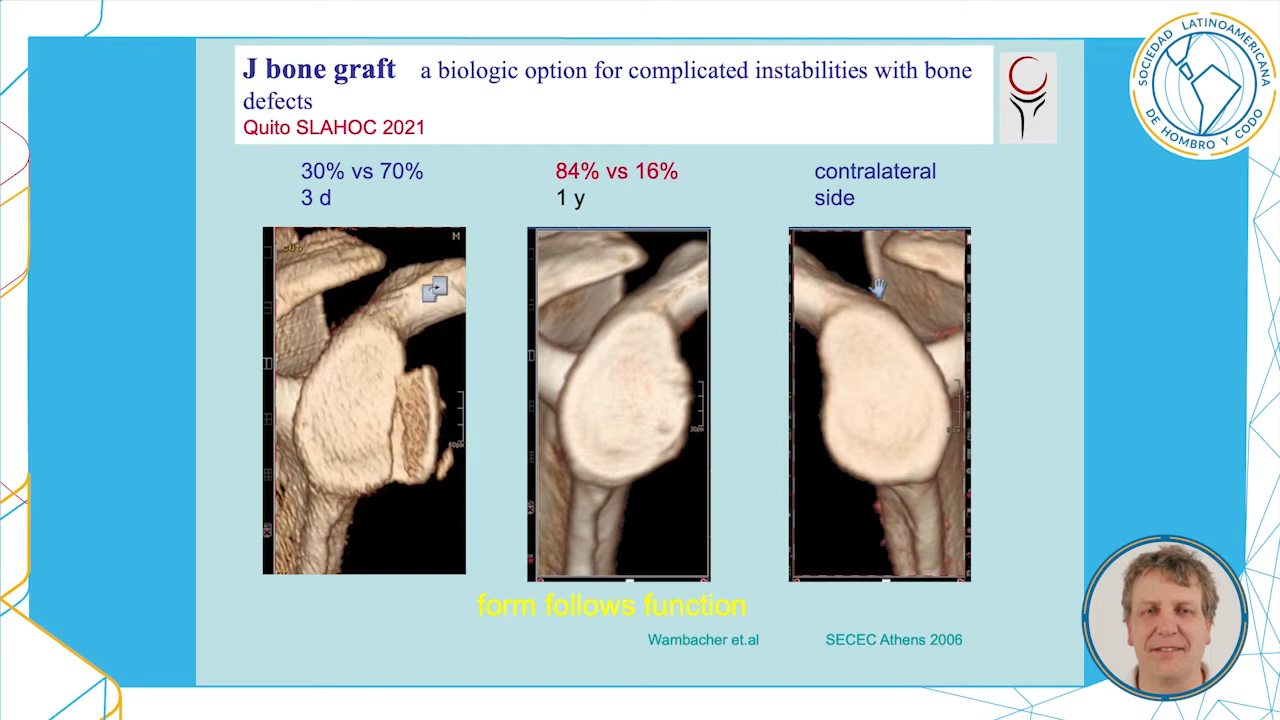 J bone graft a biologic option for complicated instabilities with bone
defects
Quito SLAHOC 2021
SOCIEDAD LATINOAMERICANA
DE HOMBRO Y CODO
30% vs 70%
3 d
84% vs 16%
1 y
contralateral
side
M
form follows function
Wambacher et.al
SECEC Athens 2006